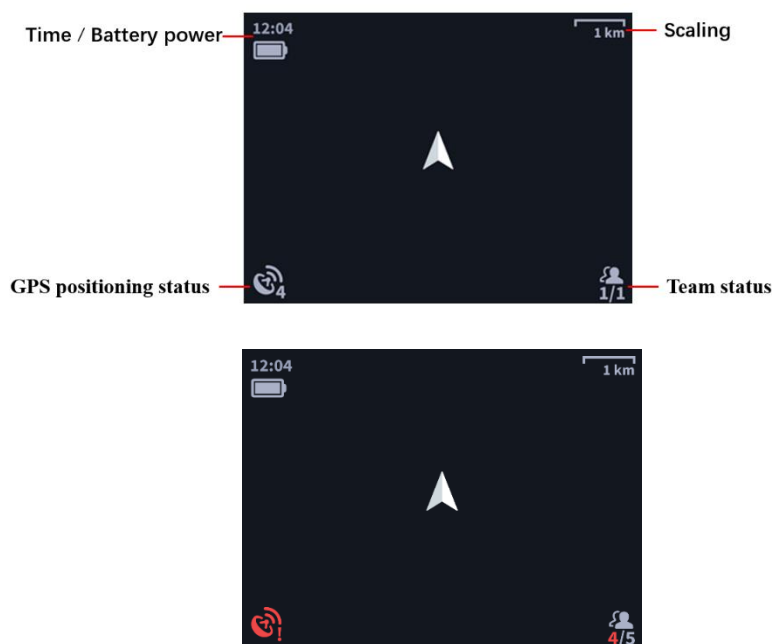 Time / Battery power
12:04
1 km
Scaling
GPS positioning status
4
1/1
Team status
12:04
1 km
!
4/5